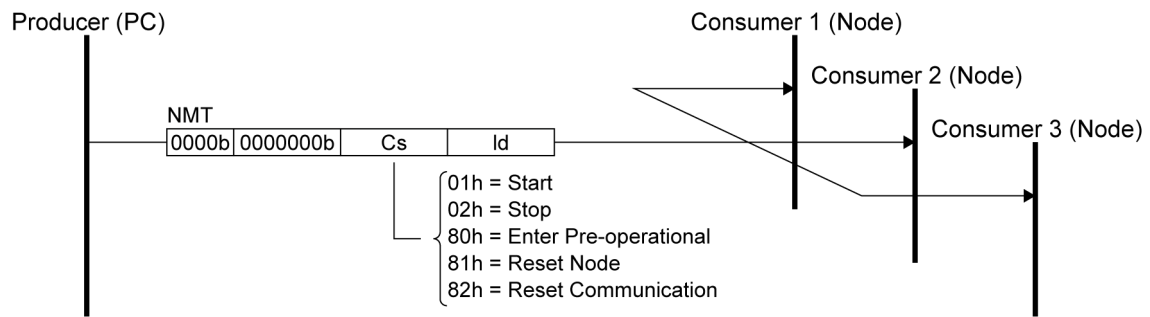 Producer (PC)
Consumer 1 (Node)
Consumer 2 (Node)
Consumer 3 (Node)
NMT
0000b 0000000b Cs Id
01h = Start
02h = Stop
80h = Enter Pre-operational
81h = Reset Node
82h = Reset Communication